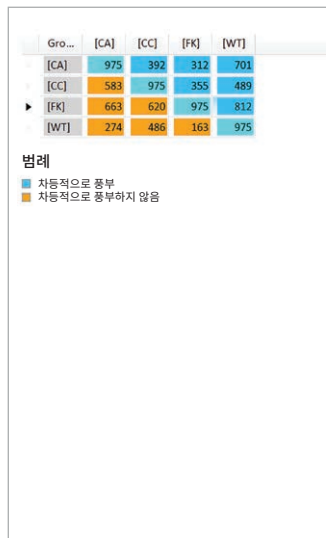 Gro... [CA] [CC] [FK] [WT]
[CA] 975 392 312 701
[CC] 583 975 355 489
[FK] 663 620 975 812
[WT] 274 486 163 975
범례
차등적으로 풍부
차등적으로 풍부하지 않음